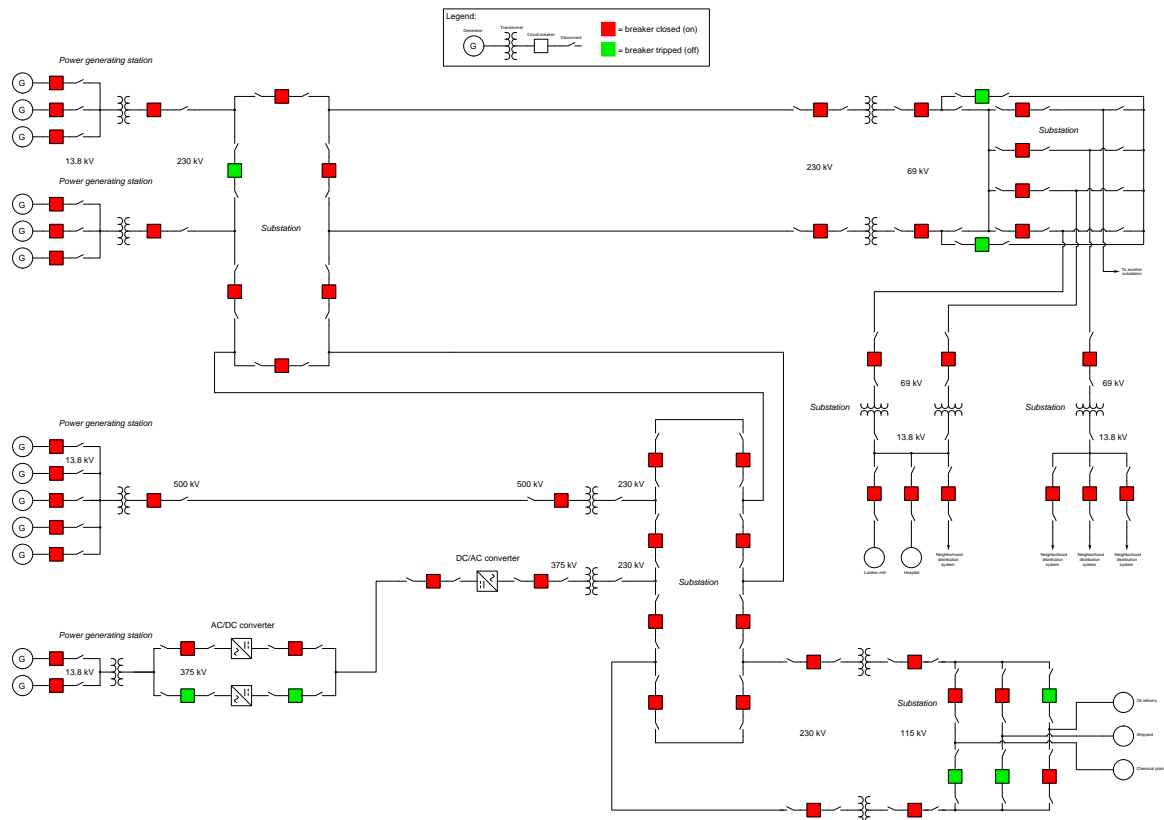 Legend:
Generator
Transformer
Circuit breaker
Disconnect
G
= breaker closed (on)
= breaker tripped (off)
Power generating station
G
G
G
13.8 kV
230 kV
230 kV
69 kV
Substation
Power generating station
G
G
G
Substation
To another
substation
69 kV
69 kV
Substation
Substation
13.8 kV
13.8 kV
Power generating station
G
G
G
G
G
13.8 kV
500 kV
500 kV
230 kV
Lumber mill
Hospital
Neighborhood
distribution
system
Neighborhood
distribution
system
Neighborhood
distribution
system
Neighborhood
distribution
system
DC/AC converter
375 kV
230 kV
Substation
Power generating station
AC/DC converter
G
G
13.8 kV
375 kV
Substation
230 kV
115 kV
Oil refinery
Shipyard
Chemical plant